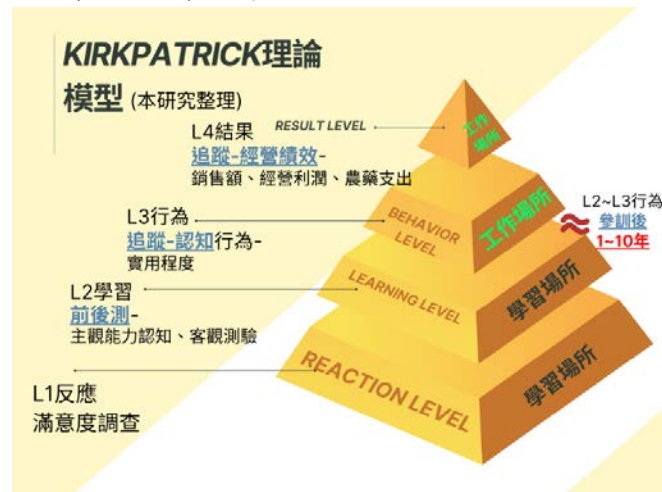 KIRKPATRICK理論
模型 (本研究整理)
L4結果
RESULT LEVEL
追蹤-經營績效-
銷售額、經營利潤、農藥支出
工作
場所
L3行為
追蹤-認知行為-
實用程度
BEHAVIOR
LEVEL
工作場所
L2~L3行為
參訓後
1~10年
L2學習
前後測-
主觀能力認知、客觀測驗
LEARNING LEVEL
學習場所
L1反應
滿意度調查
REACTION LEVEL
學習場所